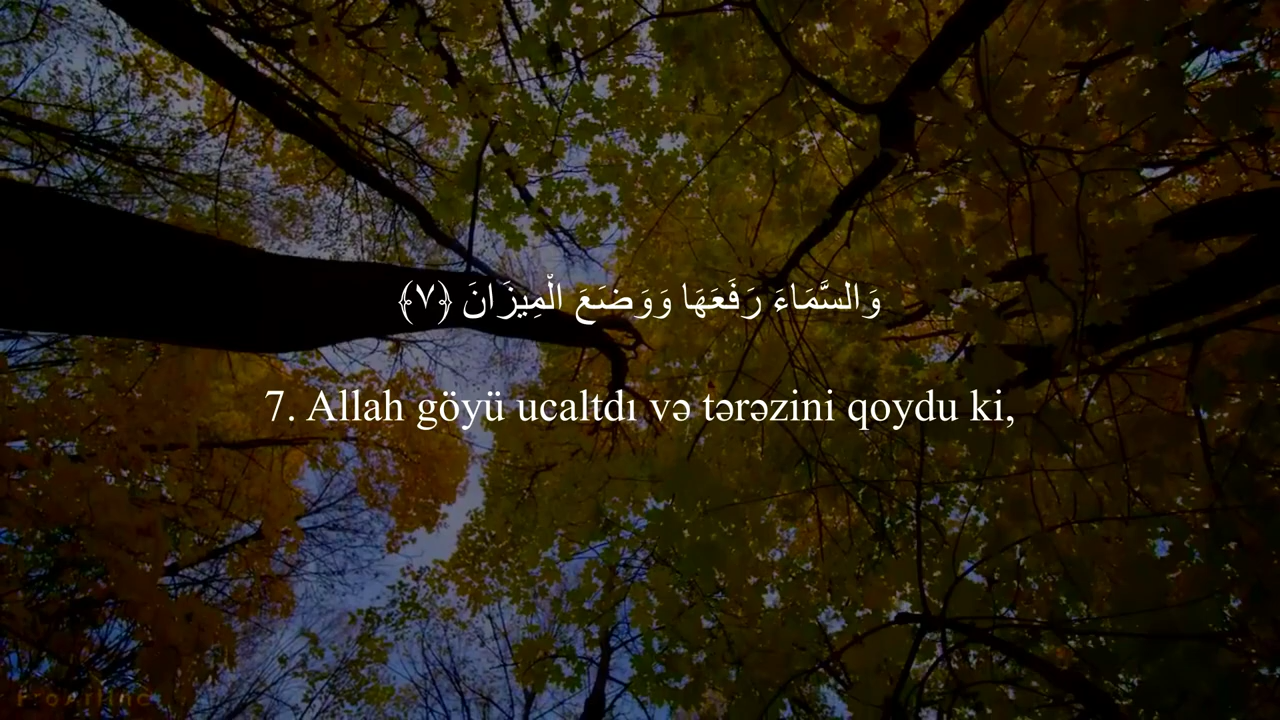 وَالسَّمَاءَ رَفَعَهَا وَوَضَعَ الْمِيزَانَ ﴿٧﴾
7. Allah göyü ucaltdı və tərəzini qoydu ki,